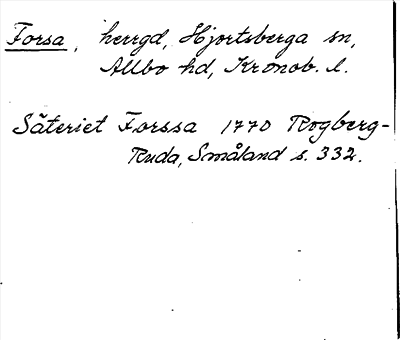 Forsa, herrgd, Hjortsberga sn,
Allbo hd, Kronob. l.
Säteriet Forssa 1770 Rogberg-
Ruda, Småland s. 332.